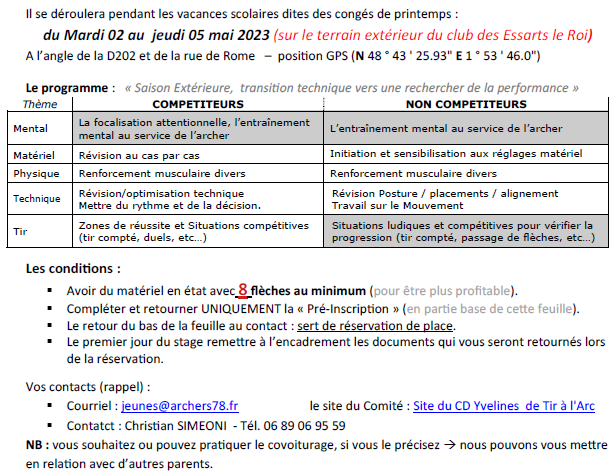 Il se déroulera pendant les vacances scolaires dites des congés de printemps :
du Mardi 02 au jeudi 05 mai 2023 (sur le terrain extérieur du club des Essarts le Roi)
A l'angle de la D202 et de la rue de Rome – position GPS (N 48 ° 43 ' 25.93" E 1 ° 53 ' 46.0")
Le programme : « Saison Extérieure, transition technique vers une rechercher de la performance »
Thème COMPETITEURS NON COMPETITEURS
Mental La focalisation attentionnelle, l'entraînement mental au service de l'archer L'entraînement mental au service de l'archer
Matériel Révision au cas par cas Initiation et sensibilisation aux réglages matériel
Physique Renforcement musculaire divers Renforcement musculaire divers
Technique Révision/optimisation technique Mettre du rythme et de la décision. Révision Posture / placements / alignement Travail sur le Mouvement
Tir Zones de réussite et Situations compétitives (tir compté, duels, etc…) Situations ludiques et compétitives pour vérifier la progression (tir compté, passage de flèches, etc…)
Les conditions :
▪ Avoir du matériel en état avec 8 flèches au minimum (pour être plus profitable).
▪ Compléter et retourner UNIQUEMENT la « Pré-Inscription » (en partie base de cette feuille).
▪ Le retour du bas de la feuille au contact : sert de réservation de place.
▪ Le premier jour du stage remettre à l'encadrement les documents qui vous seront retournés lors
de la réservation.
Vos contacts (rappel) :
▪ Courriel : jeunes@archers78.fr le site du Comité : Site du CD Yvelines de Tir à l'Arc
▪ Contatct : Christian SIMEONI - Tél. 06 89 06 95 59
NB : vous souhaitez ou pouvez pratiquer le covoiturage, si vous le précisez → nous pouvons vous mettre
en relation avec d'autres parents.